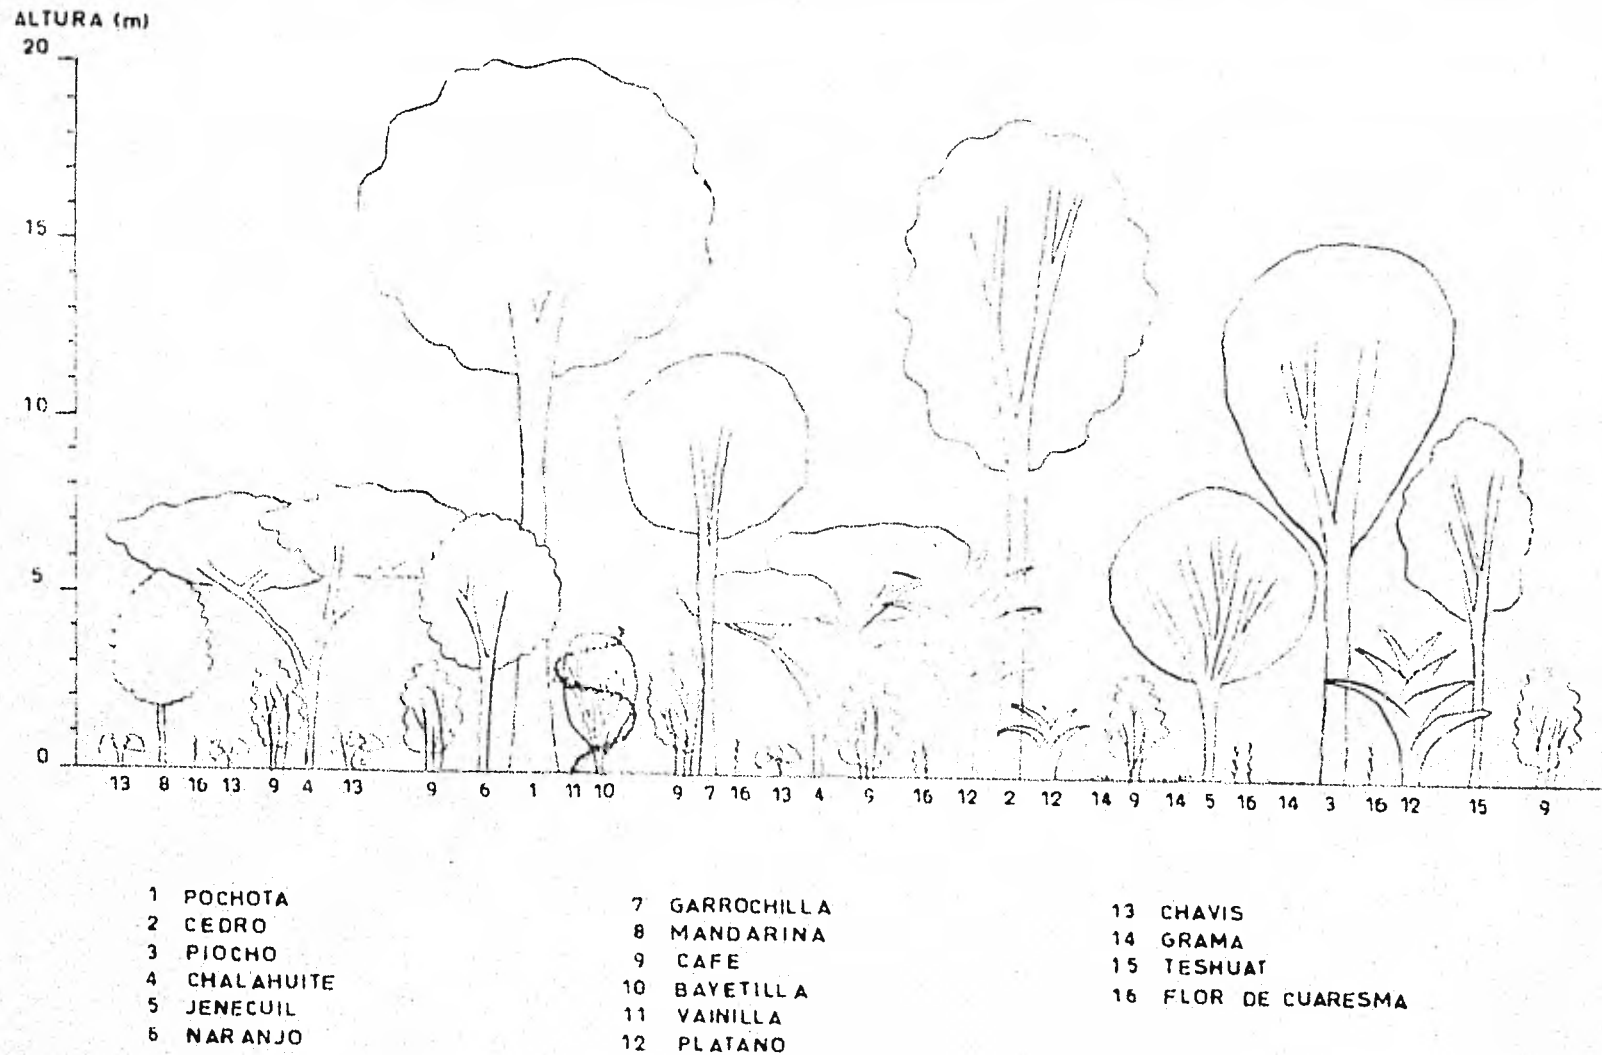 ALTURA (m)
20
15
10
5
0
13 8 16 13 9 4 13 9 6 1 11 10 9 7 16 13 4 9 16 12 2 12 14 9 14 5 16 14 3 16 12 15 9
1 POCHOTA
2 CEDRO
3 PIOCHO
4 CHALAHUITE
5 JENECUIL
6 NARANJO
7 GARROCHILLA
8 MANDARINA
9 CAFE
10 BAYETILLA
11 VAINILLA
12 PLATANO
13 CHAVIS
14 GRAMA
15 TESHUAT
16 FLOR DE CUARESMA